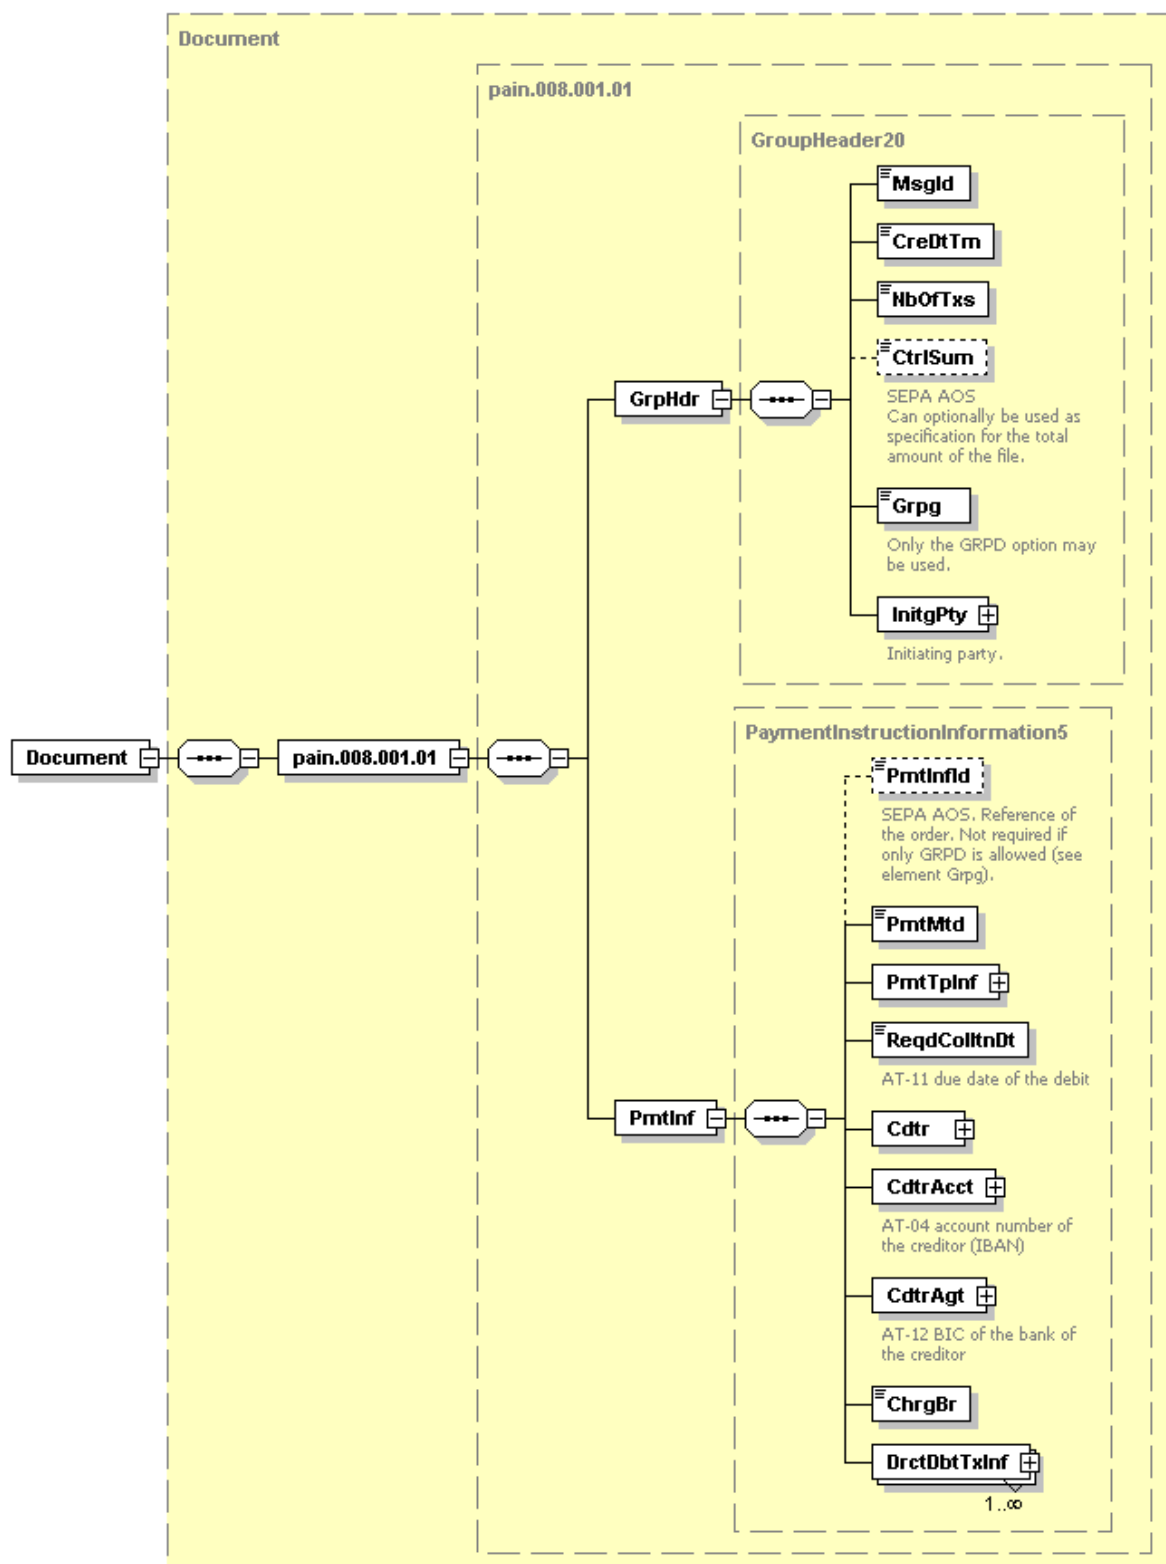 Document
pain.008.001.01
GroupHeader20
MsgId
CreDtTm
NbOfTxs
CtrlSum
SEPA AOS
Can optionally be used as
specification for the total
amount of the file.
GrpHdr
Grpg
Only the GRPD option may
be used.
InitgPty
Initiating party.
Document
pain.008.001.01
PaymentInstructionInformation5
PmtInfId
SEPA AOS. Reference of
the order. Not required if
only GRPD is allowed (see
element Grpg).
PmtMtd
PmtTpInf
ReqdColltnDt
AT-11 due date of the debit
PmtInf
Cdtr
CdtrAcct
AT-04 account number of
the creditor (IBAN)
CdtrAgt
AT-12 BIC of the bank of
the creditor
ChrgBr
DrctDbtTxInf
1..∞